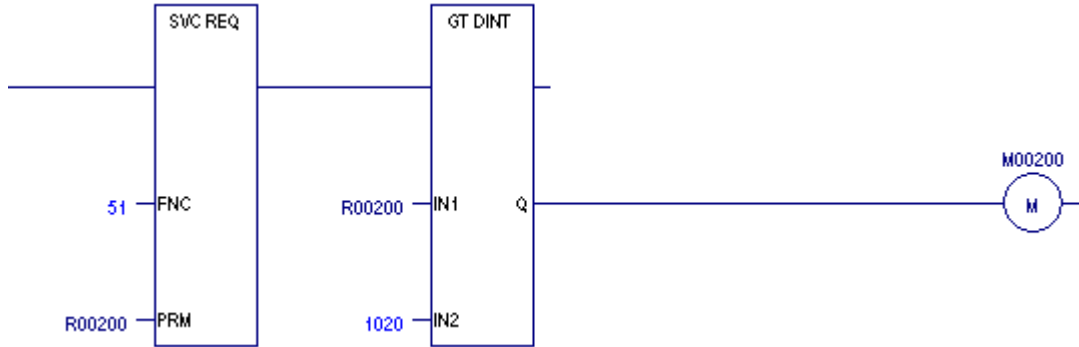 SVC REQ
GT DINT
M00200
M
51
FNC
R00200
IN1
Q
R00200
PRM
1020
IN2